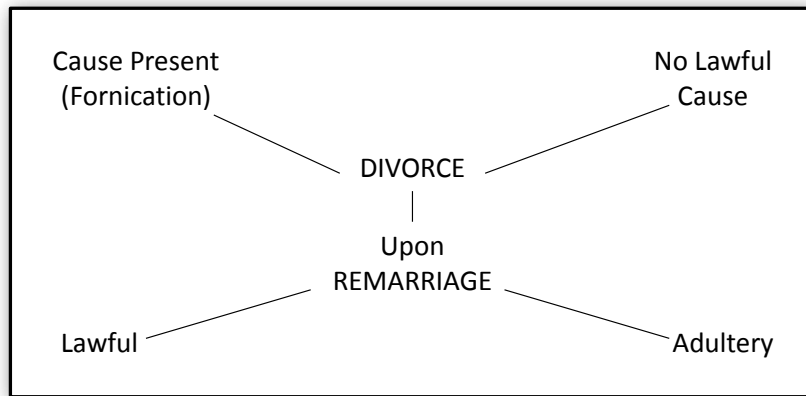 Cause Present
(Fornication)
No Lawful
Cause
DIVORCE
Upon
REMARRIAGE
Lawful
Adultery